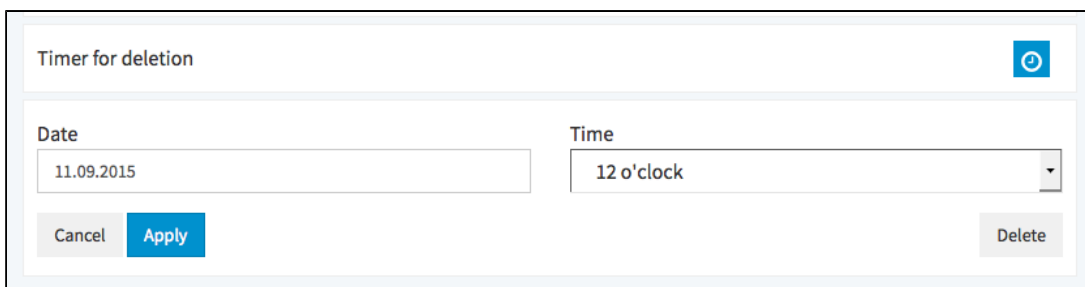 Timer for deletion
Date
Time
11.09.2015
12 o'clock
Cancel
Apply
Delete